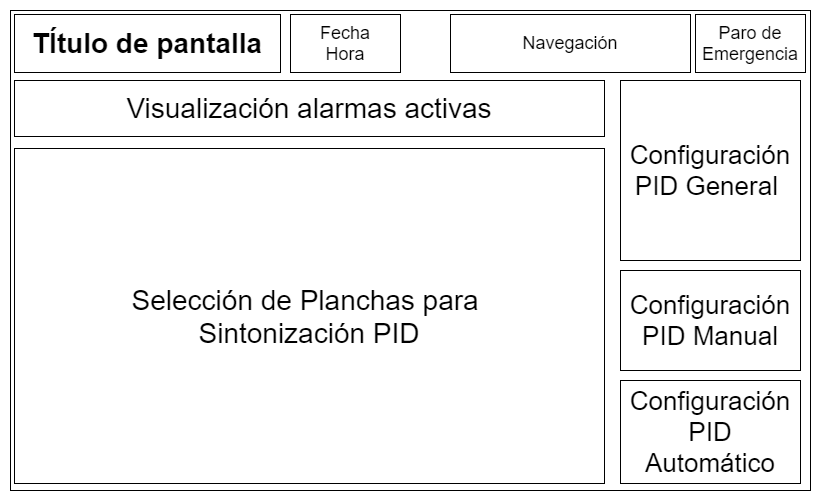 TÍtulo de pantalla
Fecha
Hora
Navegación
Paro de
Emergencia
Visualización alarmas activas
Selección de Planchas para
Sintonización PID
Configuración
PID General
Configuración
PID Manual
Configuración
PID
Automático